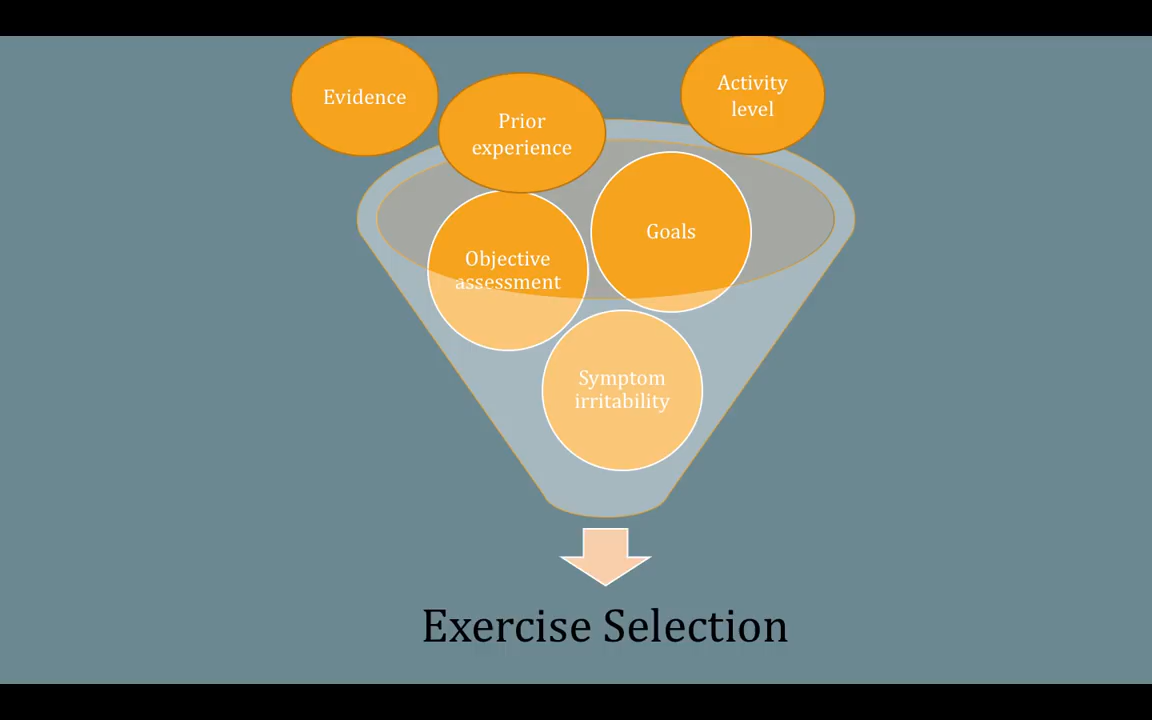 Evidence
Prior
experience
Activity
level
Objective
assessment
Goals
Symptom
irritability
Exercise Selection